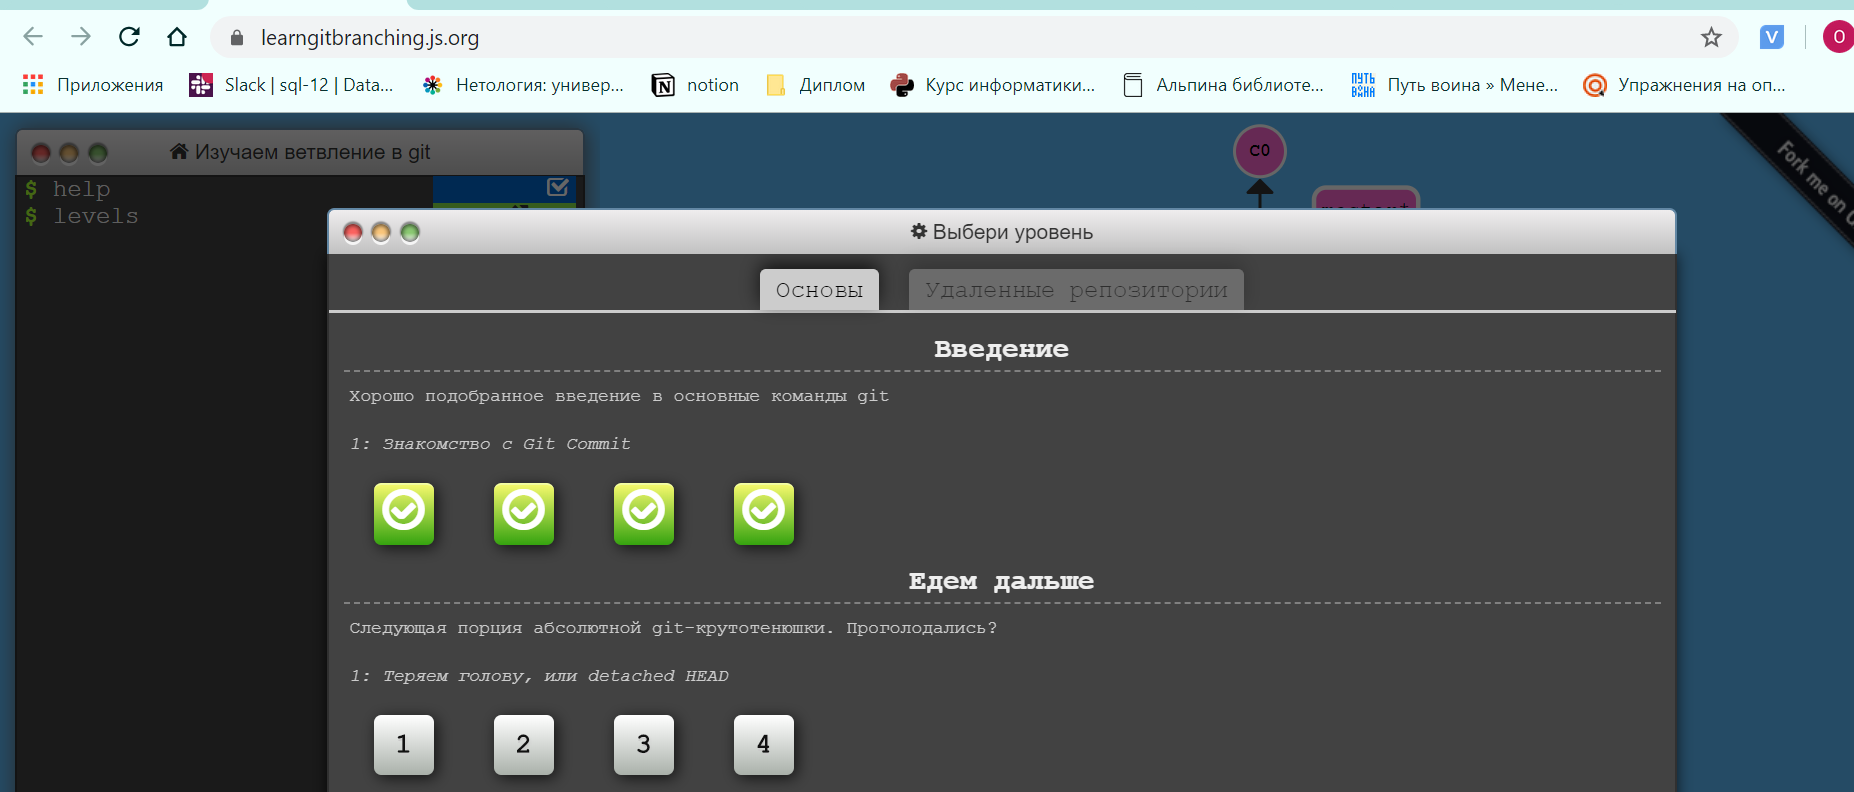 learngitbranching.js.org
V
О
Приложения
Slack | sql-12 | Data...
Нетология: универ...
notion
Диплом
Курс информатики...
Альпина библиоте...
ПУТЬ ВОИНА
Путь воина » Мене...
Упражнения на оп...
Изучаем ветвление в git
$ help
$ levels
C0
Fork me on
Выбери уровень
Основы
Удаленные репозитории
Введение
Хорошо подобранное введение в основные команды git
1: Знакомство с Git Commit
Едем дальше
Следующая порция абсолютной git-крутотенюшки. Проголодались?
1: Теряем голову, или detached HEAD
1
2
3
4